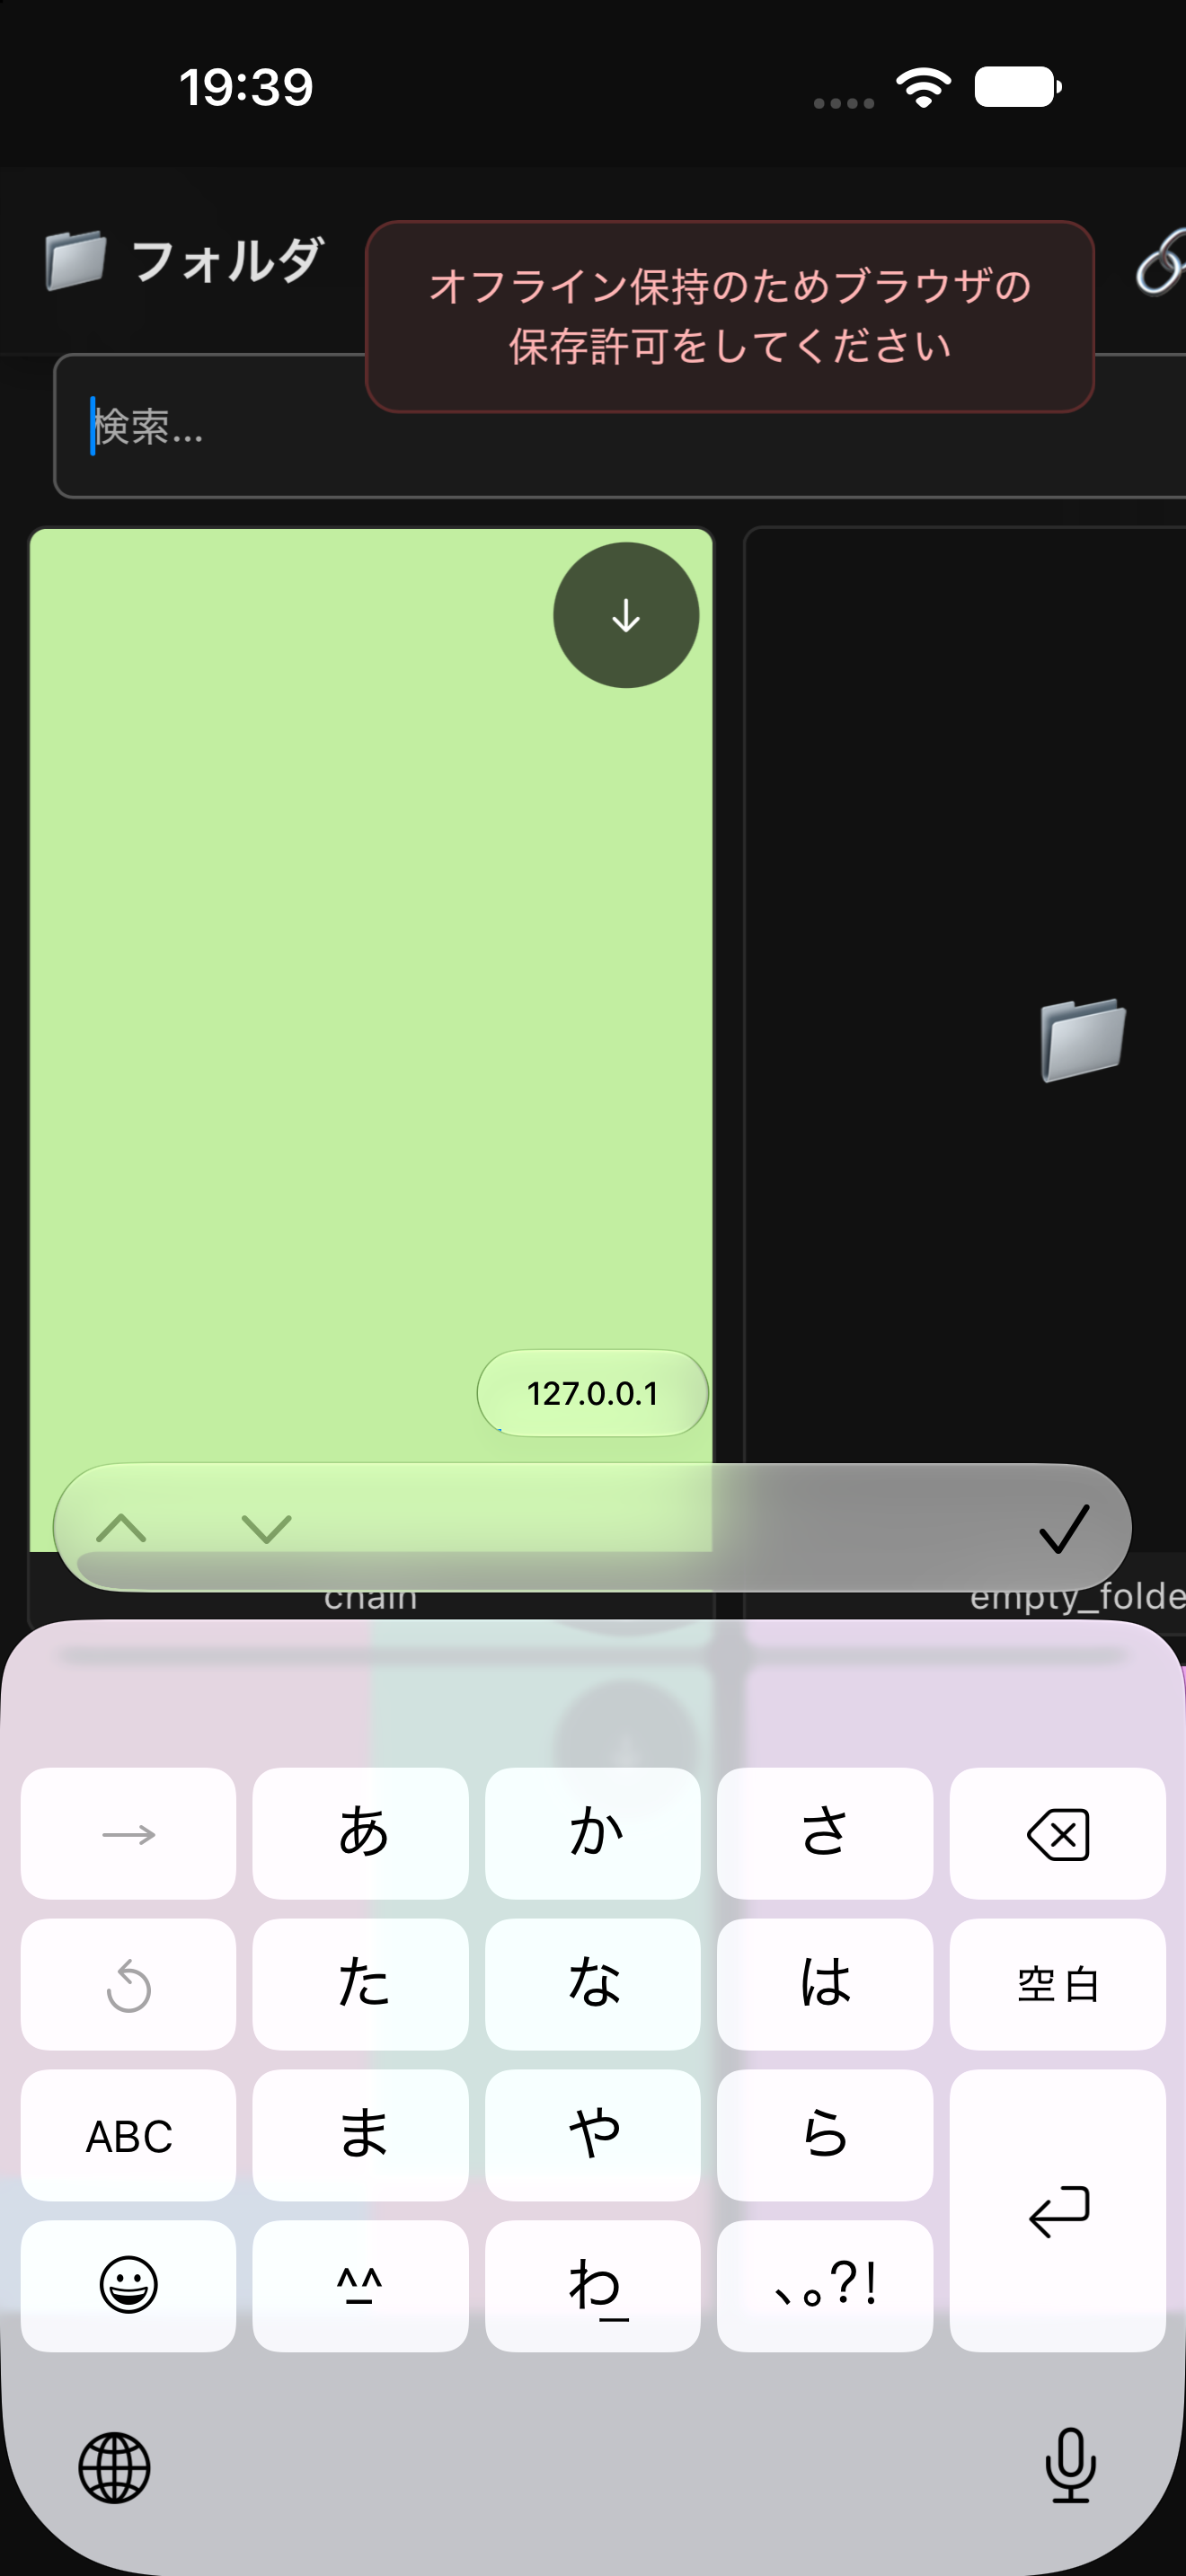 19:39
フォルダ
オフライン保持のためブラウザの
保存許可をしてください
検索...
127.0.0.1
chain
empty_folde
あ
か
さ
た
な
は
空白
ABC
ま
や
ら
^_^
わ_
、。?!